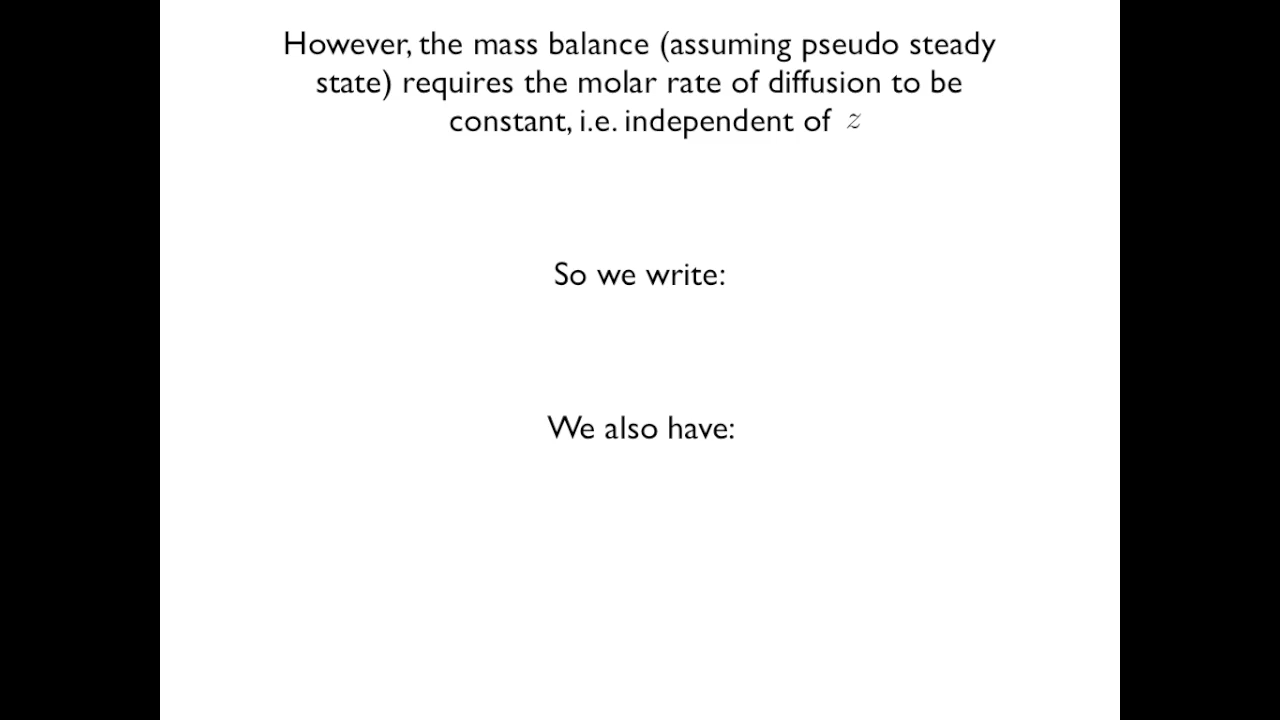 However, the mass balance (assuming pseudo steady
state) requires the molar rate of diffusion to be
constant, i.e. independent of z
So we write:
We also have: